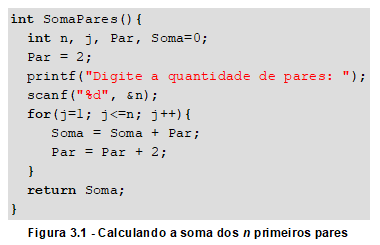 int SomaPares(){
int n, j, Par, Soma=0;
Par = 2;
printf("Digite a quantidade de pares: ");
scanf("%d", &n);
for(j=1; j<=n; j++){
Soma = Soma + Par;
Par = Par + 2;
}
return Soma;
}
Figura 3.1 - Calculando a soma dos n primeiros pares